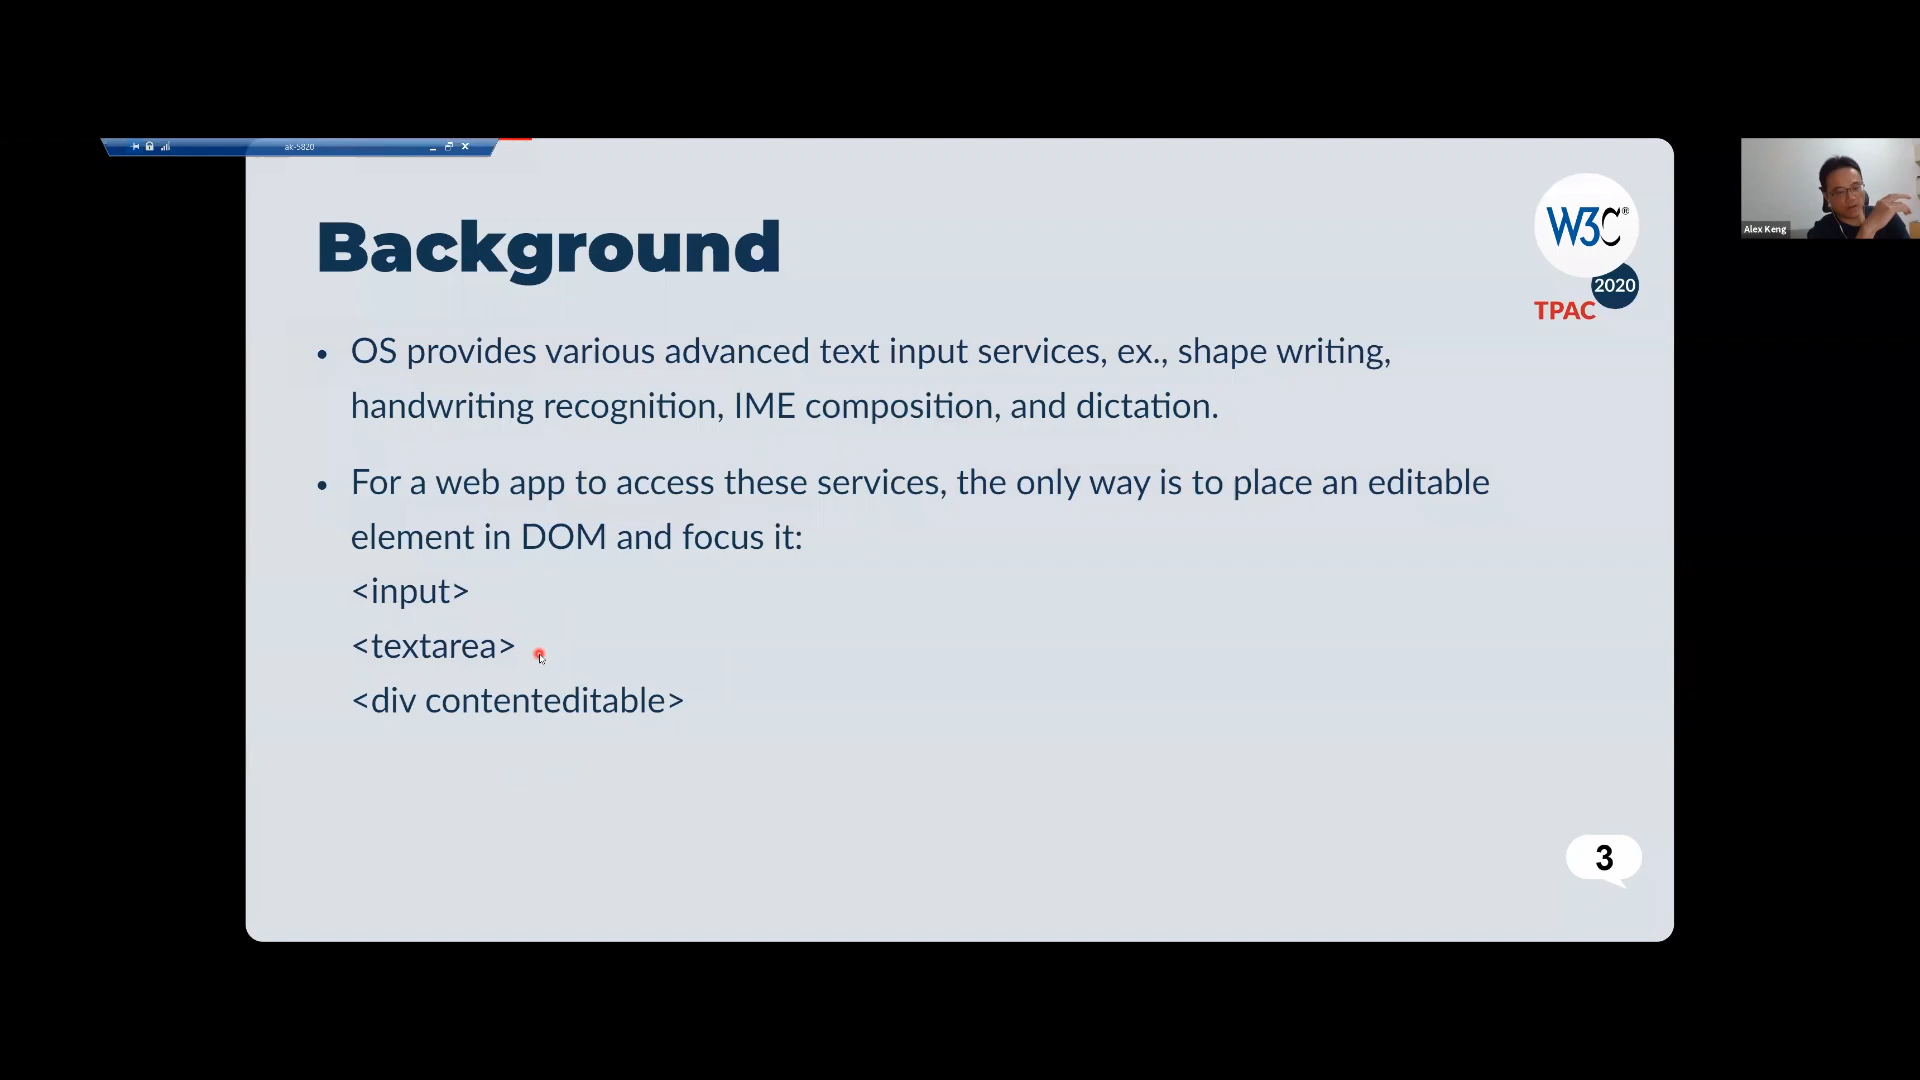 ak-5820
Background
W3C®
2020
TPAC
• OS provides various advanced text input services, ex., shape writing,
handwriting recognition, IME composition, and dictation.
• For a web app to access these services, the only way is to place an editable
element in DOM and focus it:
<input>
<textarea>
<div contenteditable>
3
Alex Keng